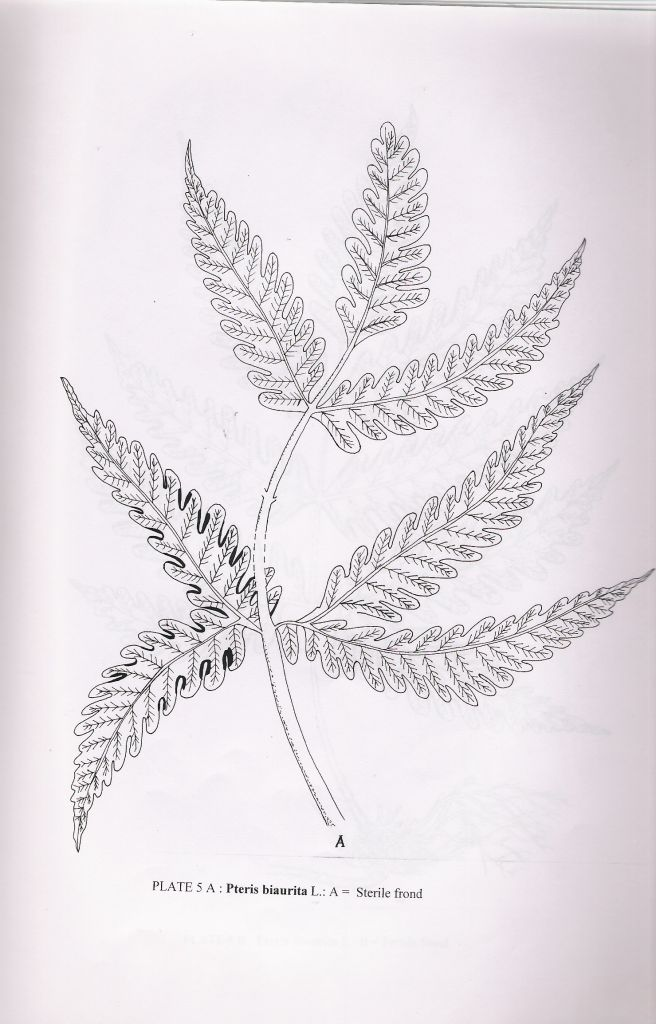 A
PLATE 5 A : Pteris biaurita L.: A = Sterile frond